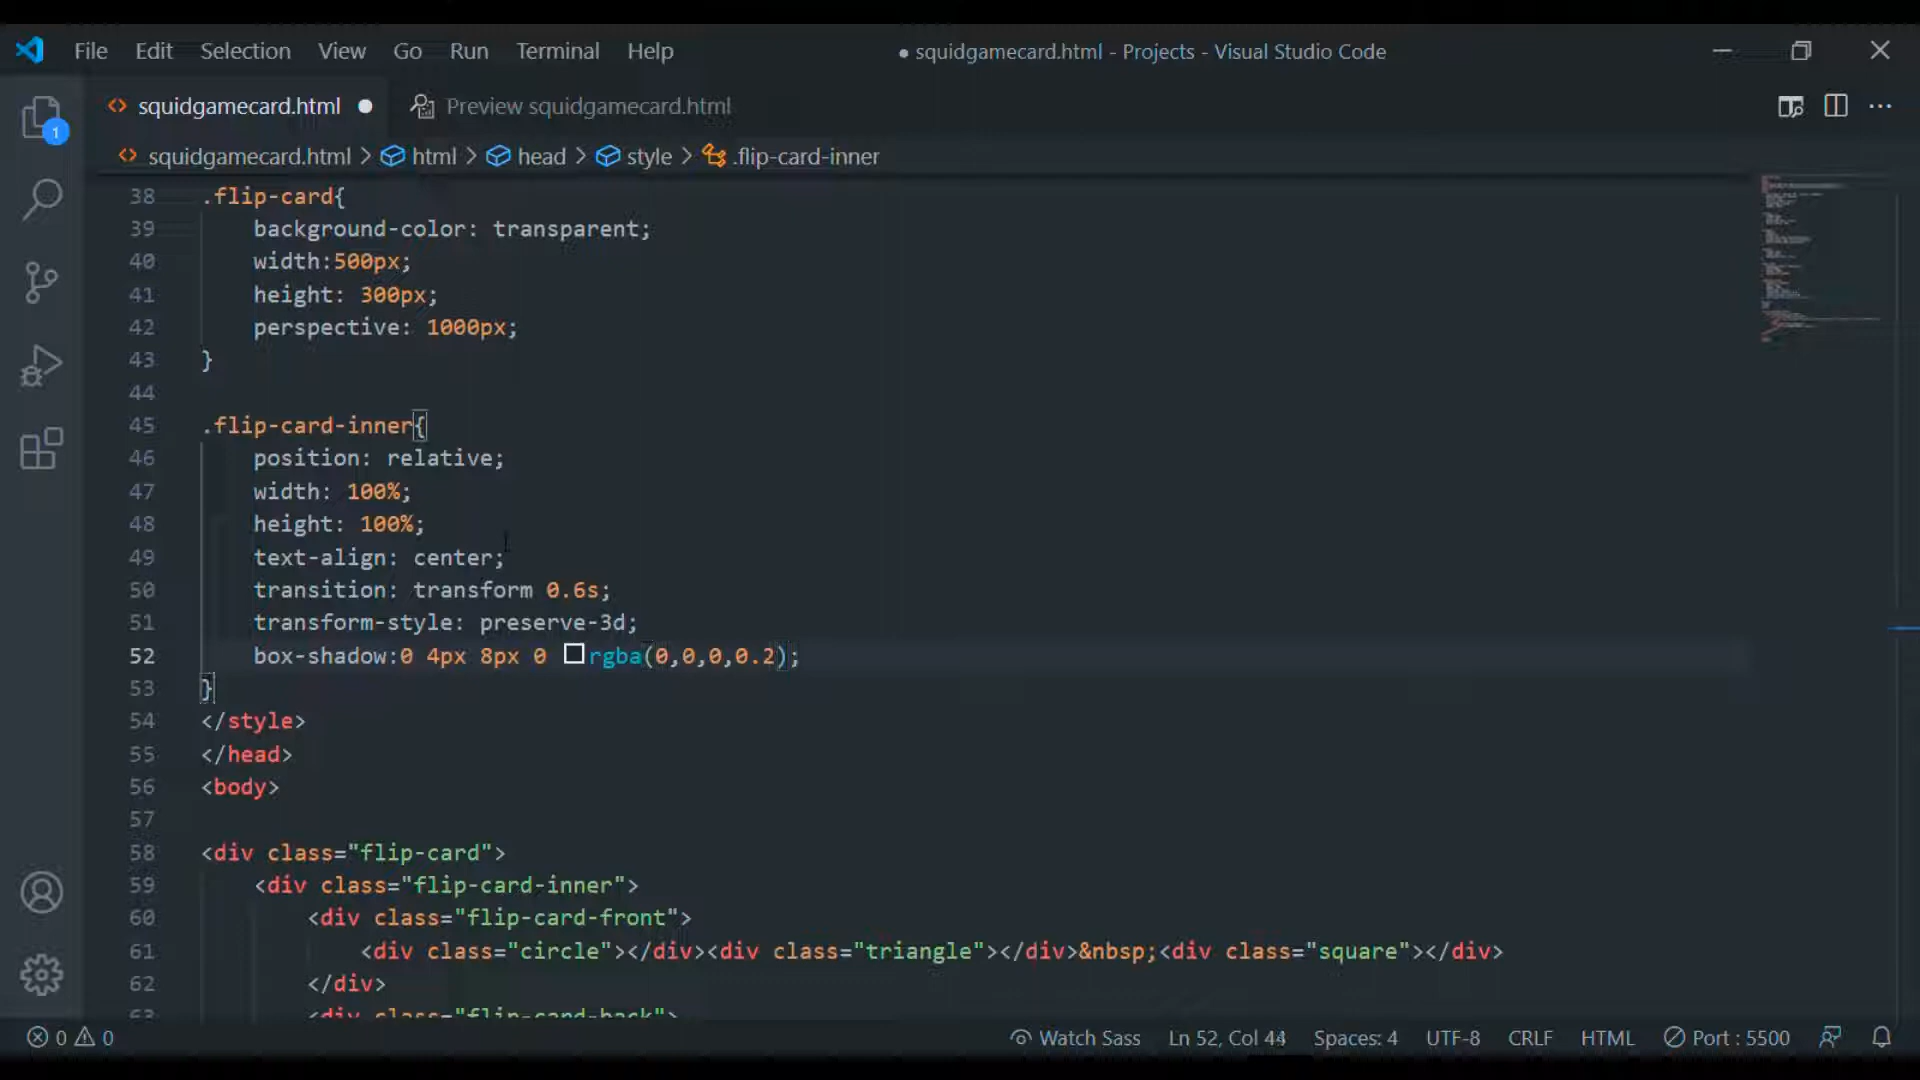 File Edit Selection View Go Run Terminal Help ● squidgamecard.html - Projects - Visual Studio Code
squidgamecard.html ● Preview squidgamecard.html
squidgamecard.html > html > head > style > .flip-card-inner
1
38 .flip-card{
39 background-color: transparent;
40 width:500px;
41 height: 300px;
42 perspective: 1000px;
43 }
44
45 .flip-card-inner{
46 position: relative;
47 width: 100%;
48 height: 100%;
49 text-align: center;
50 transition: transform 0.6s;
51 transform-style: preserve-3d;
52 box-shadow:0 4px 8px 0 rgba(0,0,0,0.2);
53 }
54 </style>
55 </head>
56 <body>
57
58 <div class="flip-card">
59 <div class="flip-card-inner">
60 <div class="flip-card-front">
61 <div class="circle"></div><div class="triangle"></div>&nbsp;<div class="square"></div>
62 </div>
63 <div class="flip-card-back">
0 0 Watch Sass Ln 52, Col 44 Spaces: 4 UTF-8 CRLF HTML Port : 5500